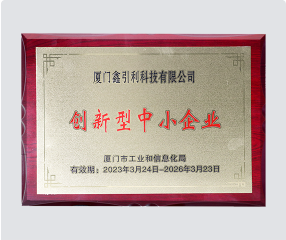 厦门鑫引利科技有限公司
创新型中小企业
厦门市工业和信息化局
有效期：2023年3月24日-2026年3月23日